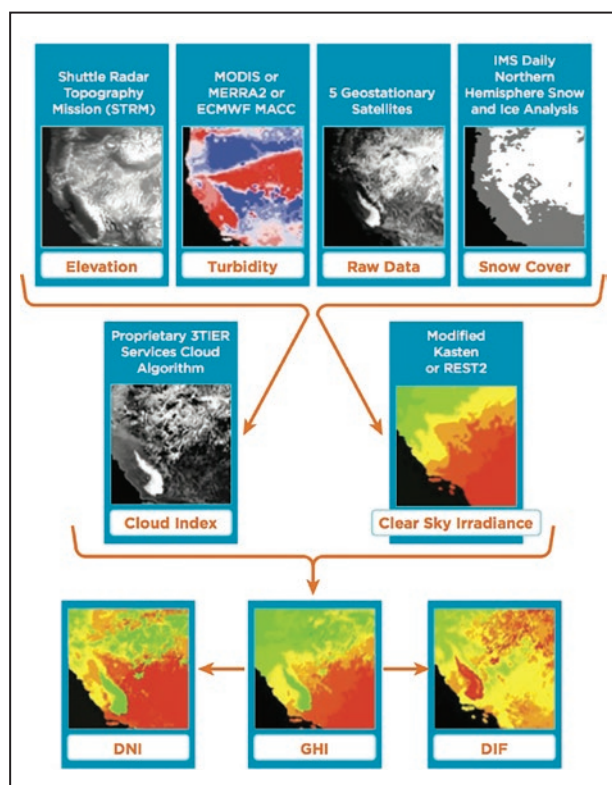 Shuttle Radar
Topography
Mission (STRM)
Elevation
MODIS or
MERRA2 or
ECMWF MACC
Turbidity
5 Geostationary
Satellites
Raw Data
IMS Daily
Northern
Hemisphere Snow
and Ice Analysis
Snow Cover
Proprietary 3TIER
Services Cloud
Algorithm
Cloud Index
Modified
Kasten
or REST2
Clear Sky Irradiance
DNI
GHI
DIF